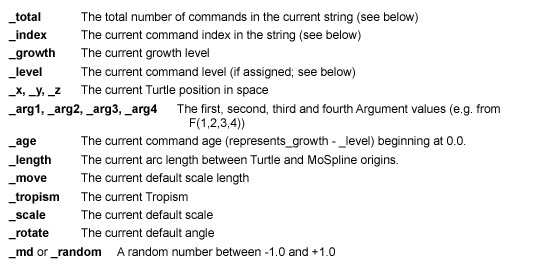 _total The total number of commands in the current string (see below)
_index The current command index in the string (see below)
_growth The current growth level
_level The current command level (if assigned; see below)
_x, _y, _z The current Turtle position in space
_arg1, _arg2, _arg3, _arg4 The first, second, third and fourth Argument values (e.g. from
F(1,2,3,4))
_age The current command age (represents_growth - _level) beginning at 0.0.
_length The current arc length between Turtle and MoSpline origins.
_move The current default scale length
_tropism The current Tropism
_scale The current default scale
_rotate The current default angle
_md or _random A random number between -1.0 and +1.0